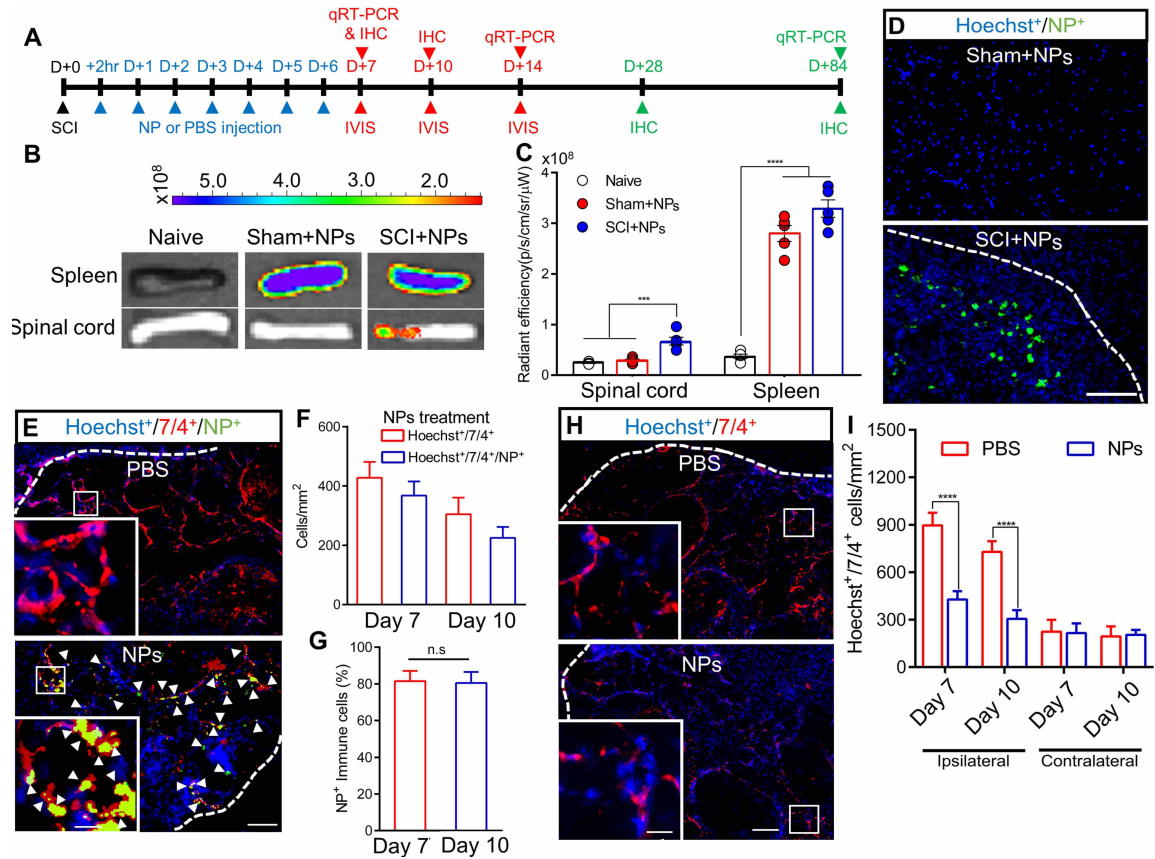 A
qRT-PCR
& IHC
IHC
qRT-PCR
qRT-PCR
D+0 +2hr D+1 D+2 D+3 D+4 D+5 D+6 D+7 D+10 D+14 D+28 D+84
SCI NP or PBS injection IVIS IVIS IVIS IHC IHC
B
x10⁸ 5.0 4.0 3.0 2.0
Naive Sham+NPs SCI+NPs
Spleen
Spinal cord
C
x10⁸
Radiant efficiency(p/s/cm/sr/µW)
4
3
2
1
0
Naive
Sham+NPs
SCI+NPs
***
****
Spinal cord Spleen
D
Hoechst⁺/NP⁺
Sham+NPs
SCI+NPs
E
Hoechst⁺/7/4⁺/NP⁺
PBS
NPs
F
NPs treatment
Hoechst⁺/7/4⁺
Hoechst⁺/7/4⁺/NP⁺
Cells/mm²
600
400
200
0
Day 7 Day 10
G
NP⁺ Immune cells (%)
100
80
60
40
20
0
n.s
Day 7 Day 10
H
Hoechst⁺/7/4⁺
PBS
NPs
I
Hoechst⁺/7/4⁺ cells/mm²
1500
1200
900
600
300
0
PBS NPs
****
****
Day 7 Day 10 Day 7 Day 10
Ipsilateral Contralateral